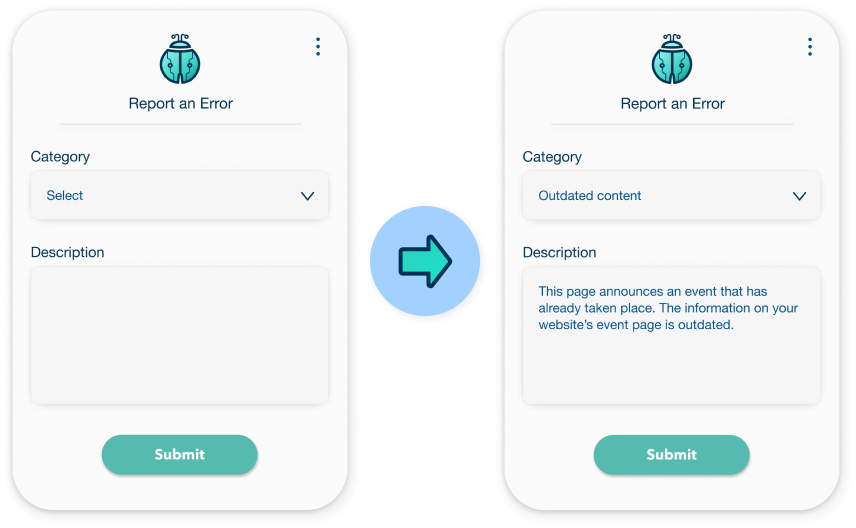 Report an Error
Category
Select
Description
Submit
Report an Error
Category
Outdated content
Description
This page announces an event that has
already taken place. The information on your
website’s event page is outdated.
Submit